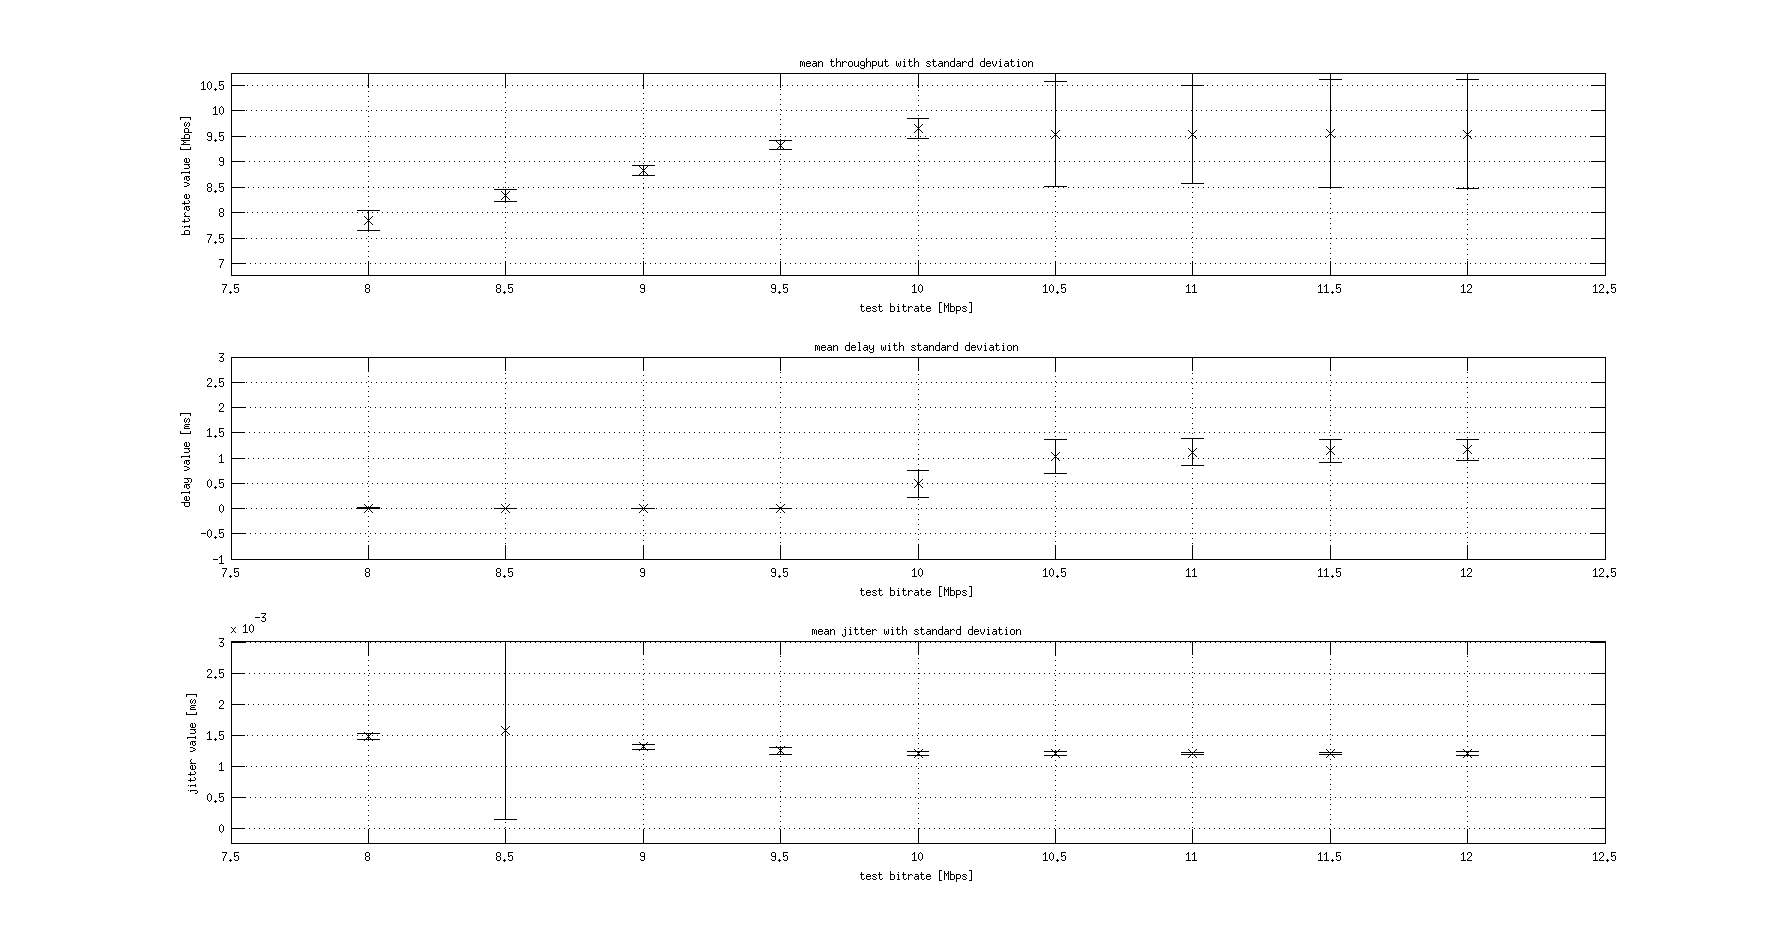 mean throughput with standard deviation
bitrate value [Mbps]
10.5
10
9.5
9
8.5
8
7.5
7
7.5 8 8.5 9 9.5 10 10.5 11 11.5 12 12.5
test bitrate [Mbps]
mean delay with standard deviation
delay value [ms]
3
2.5
2
1.5
1
0.5
0
-0.5
-1
7.5 8 8.5 9 9.5 10 10.5 11 11.5 12 12.5
test bitrate [Mbps]
x 10^-3
mean jitter with standard deviation
jitter value [ms]
3
2.5
2
1.5
1
0.5
0
7.5 8 8.5 9 9.5 10 10.5 11 11.5 12 12.5
test bitrate [Mbps]